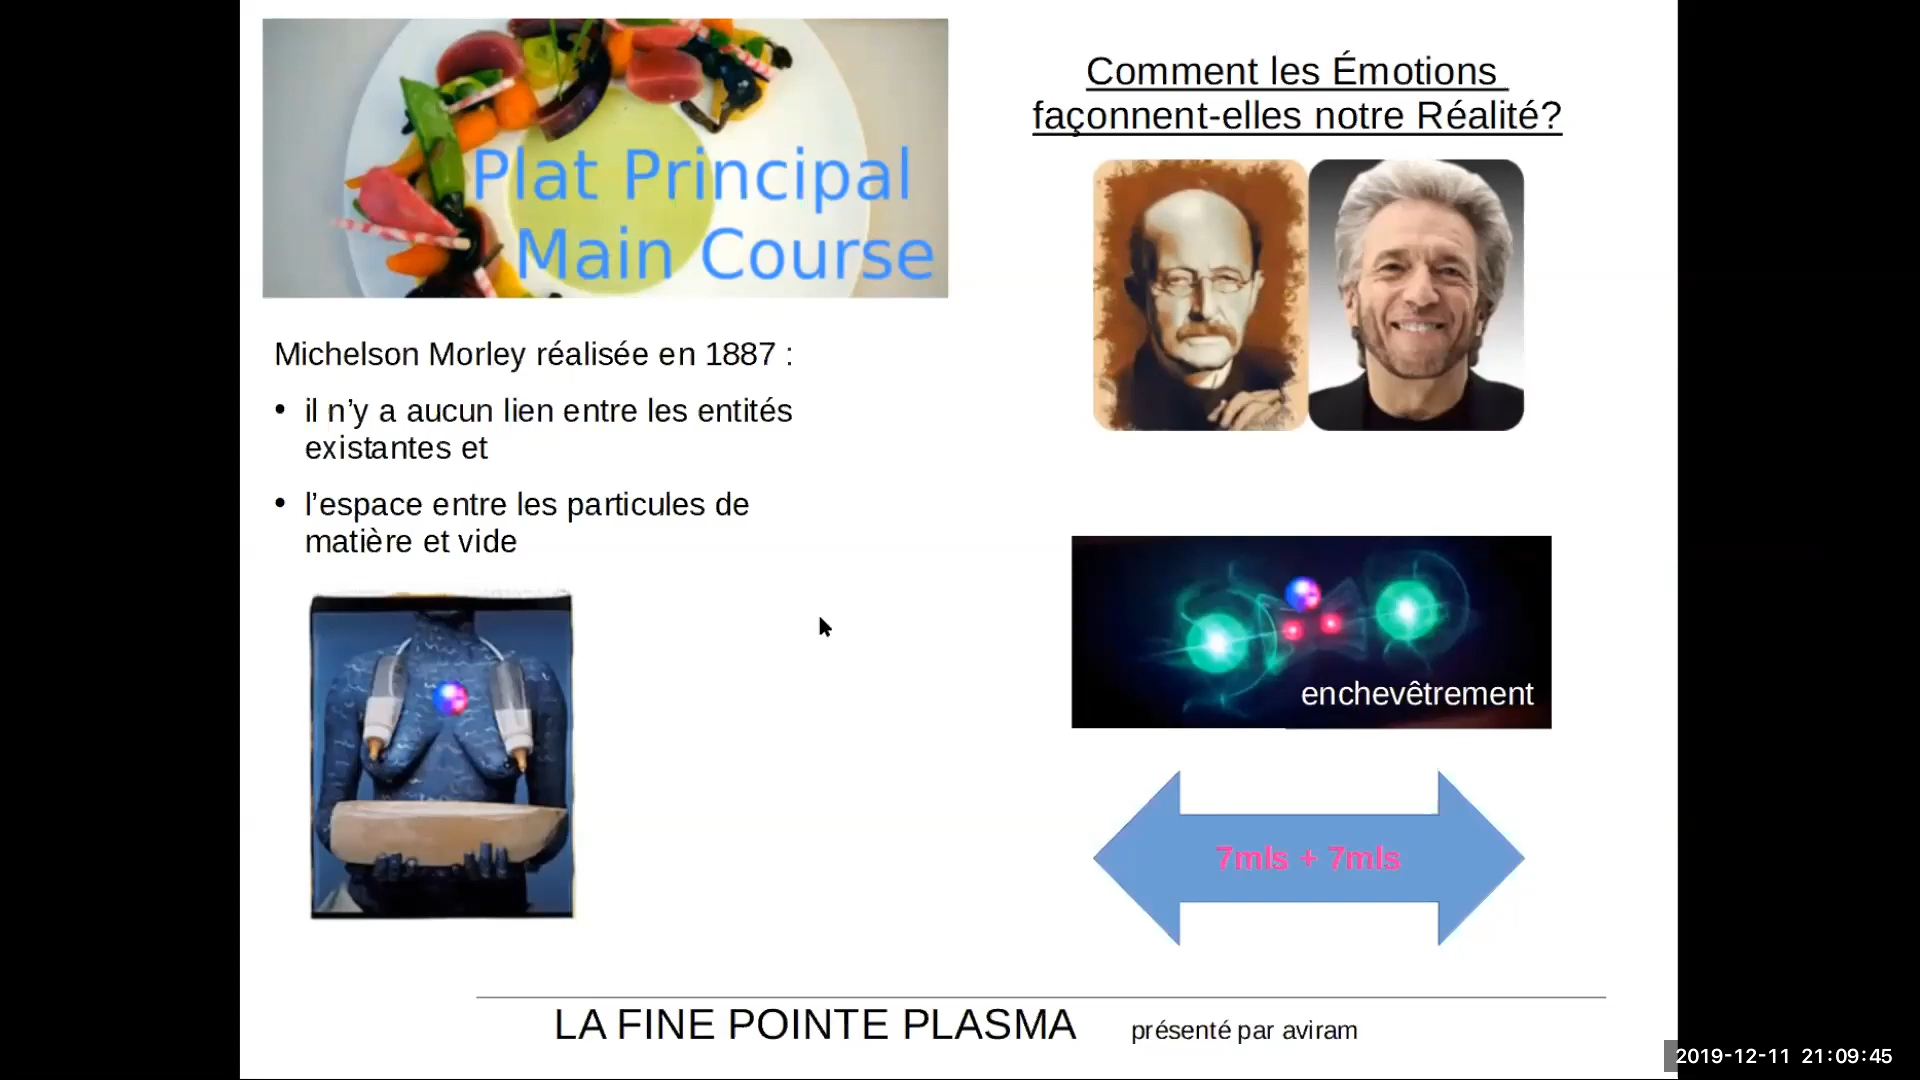 Plat Principal
Main Course
Comment les Émotions
façonnent-elles notre Réalité?
Michelson Morley réalisée en 1887 :
• il n’y a aucun lien entre les entités
existantes et
• l’espace entre les particules de
matière et vide
enchevêtrement
7mls + 7mls
LA FINE POINTE PLASMA présenté par aviram
2019-12-11 21:09:45